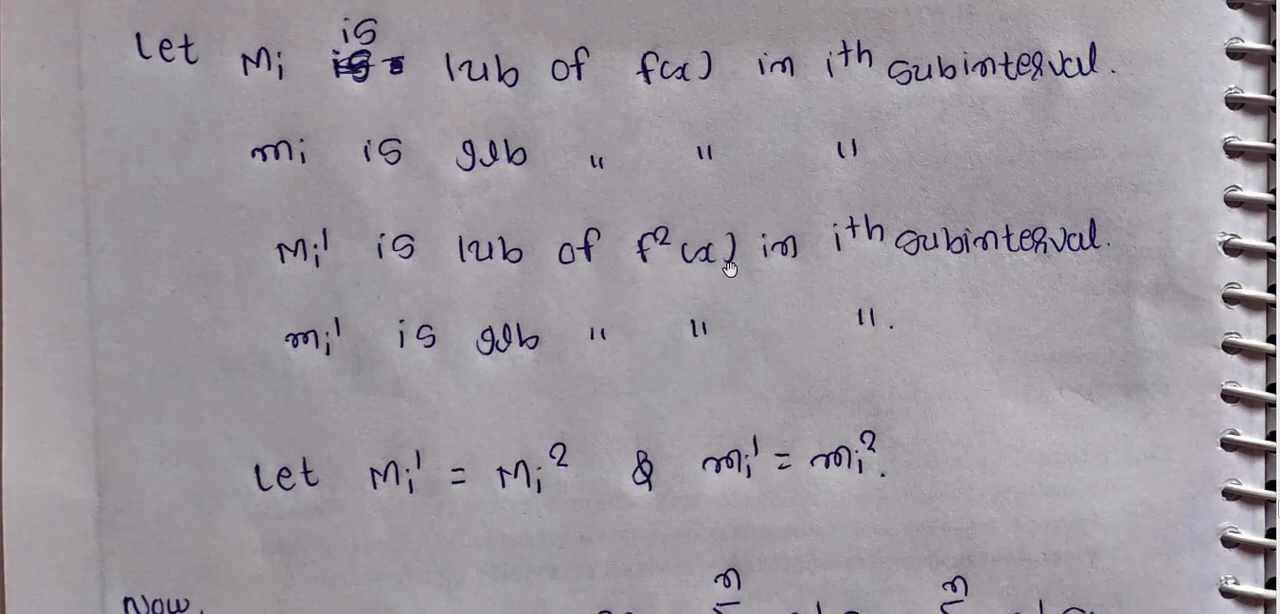 Let Mi is lub of f(x) in ith subinterval.
mi is glb " " "
Mi' is lub of f²(x) in ith subinterval.
mi' is glb " " ".
Let Mi' = Mi² & mi' = mi².
Now,
n n